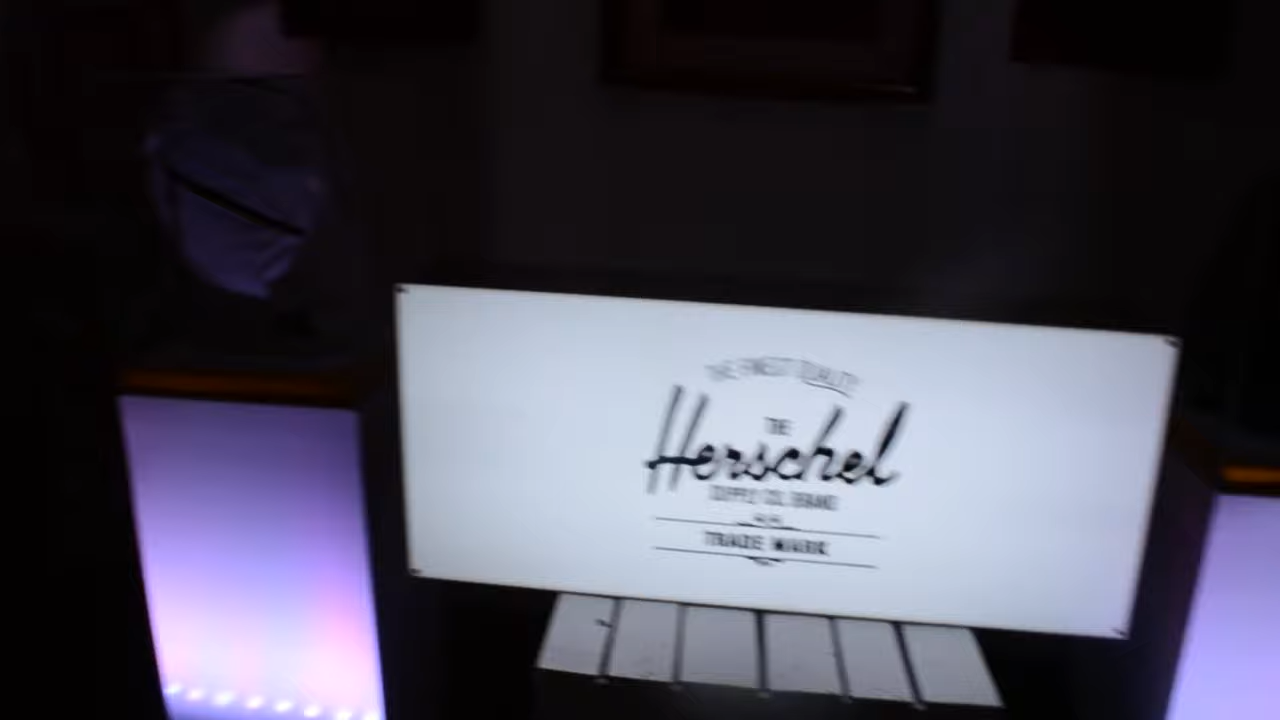 THE FINEST QUALITY
THE
Herschel
SUPPLY CO. BRAND
TRADE MARK